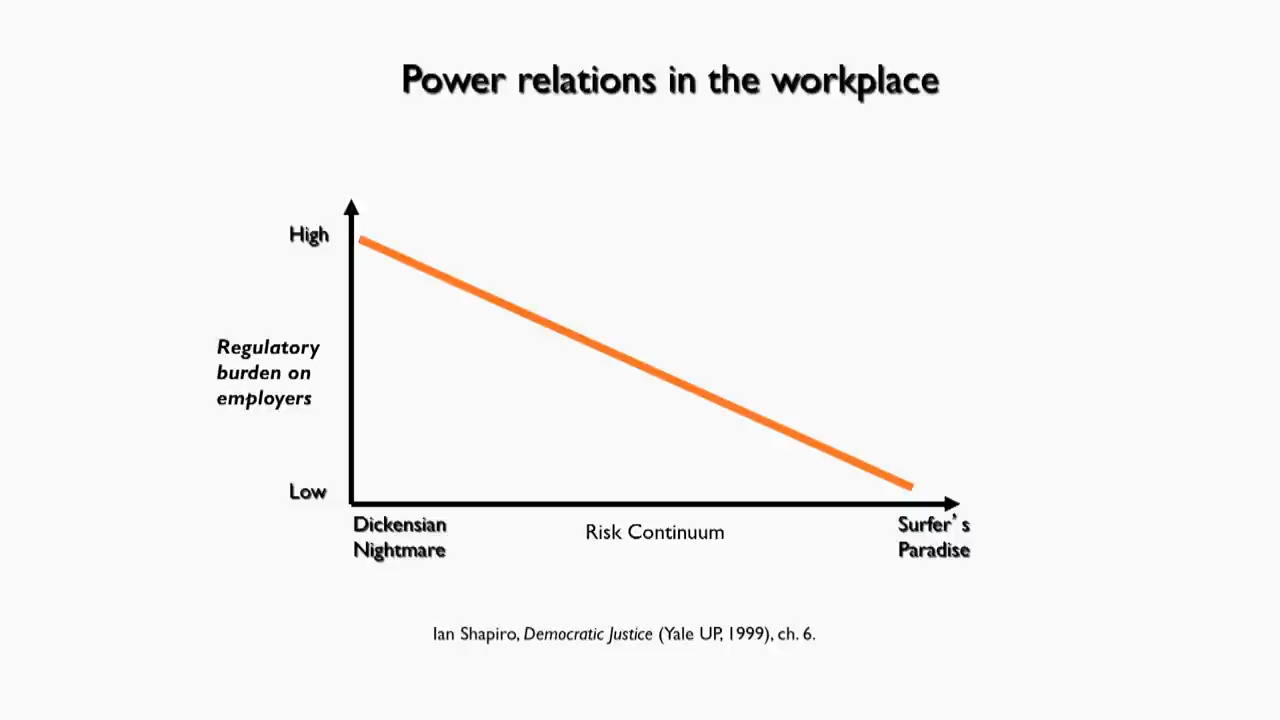 Power relations in the workplace
High
Regulatory
burden on
employers
Low
Dickensian
Nightmare
Risk Continuum
Surfer’s
Paradise
Ian Shapiro, Democratic Justice (Yale UP, 1999), ch. 6.